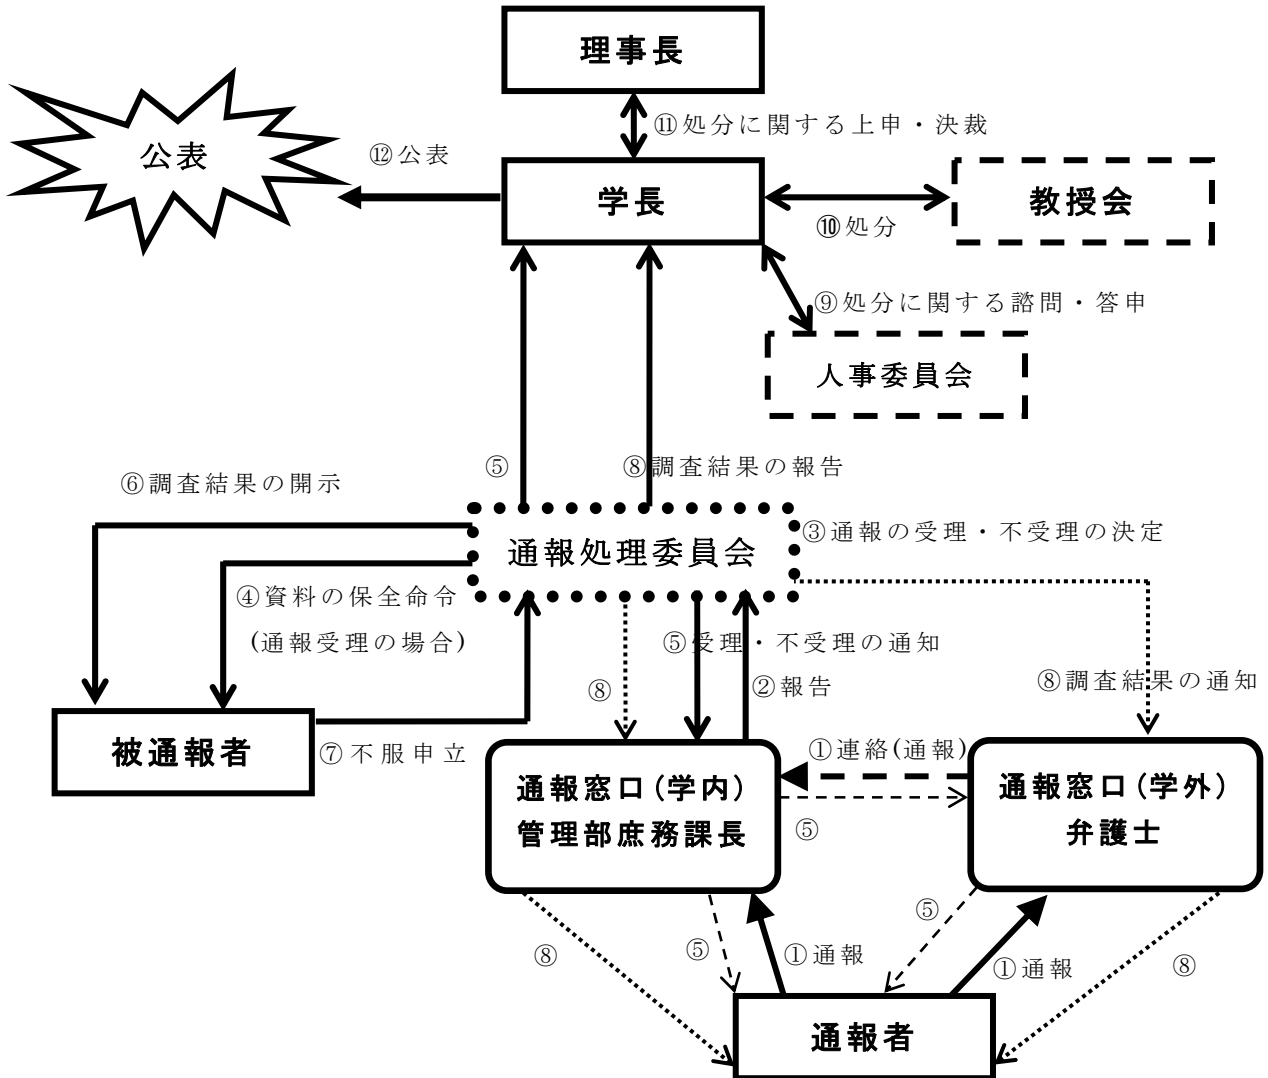 理事長
⑪処分に関する上申・決裁
公表
⑫公表
学長
教授会
⑩処分
⑨処分に関する諮問・答申
人事委員会
⑤
⑧調査結果の報告
⑥調査結果の開示
通報処理委員会
③通報の受理・不受理の決定
④資料の保全命令
(通報受理の場合)
⑤受理・不受理の通知
⑧
②報告
⑧調査結果の通知
被通報者
⑦不服申立
①連絡(通報)
通報窓口(学内)
管理部庶務課長
⑤
通報窓口(学外)
弁護士
⑧
⑤
①通報
⑤
①通報
⑧
通報者